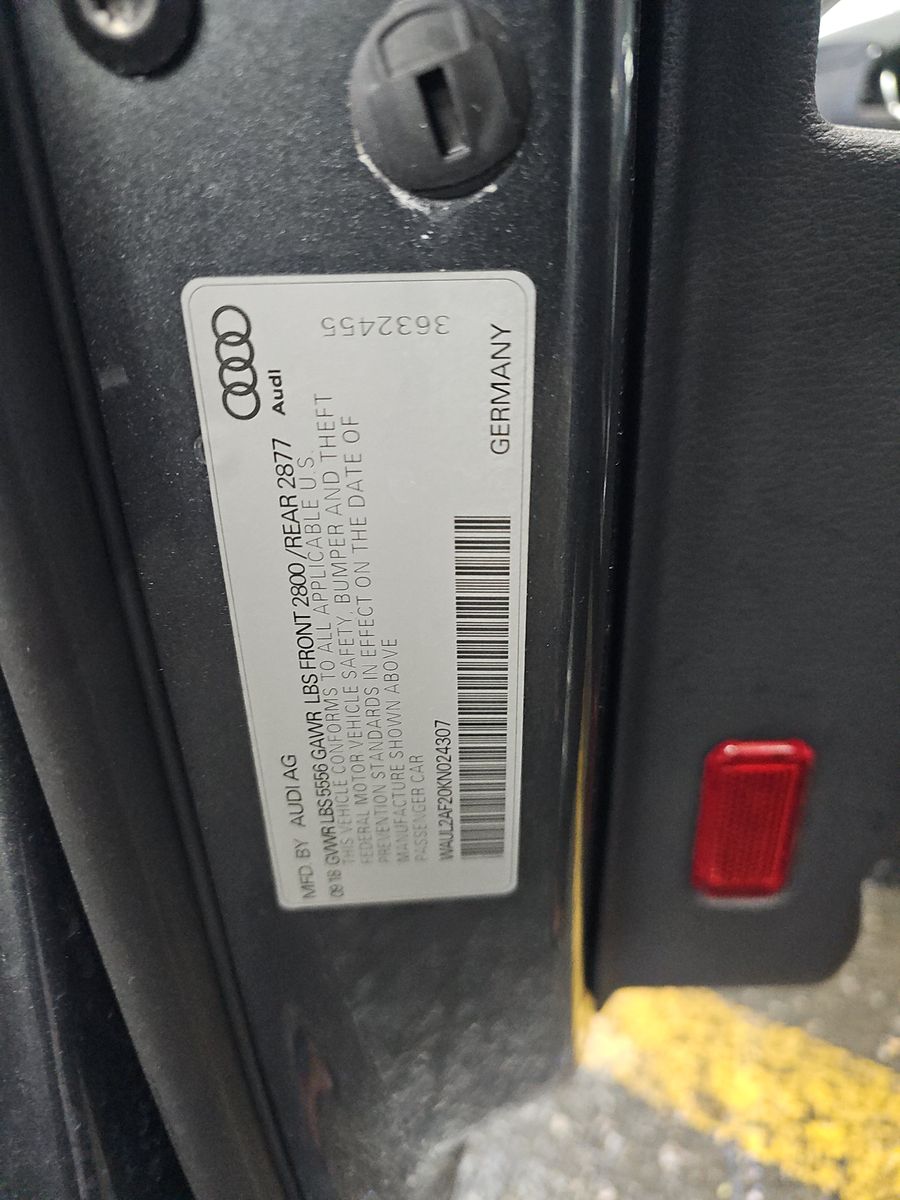 MFD. BY AUDI AG
Audi
09 18 GVWR LBS 5556 GAWR LBS FRONT 2800 /REAR 2877
THIS VEHICLE CONFORMS TO ALL APPLICABLE U.S.
FEDERAL MOTOR VEHICLE SAFETY, BUMPER AND THEFT
PREVENTION STANDARDS IN EFFECT ON THE DATE OF
MANUFACTURE SHOWN ABOVE
PASSENGER CAR
WAUL2AF20KN024307
GERMANY
3632455